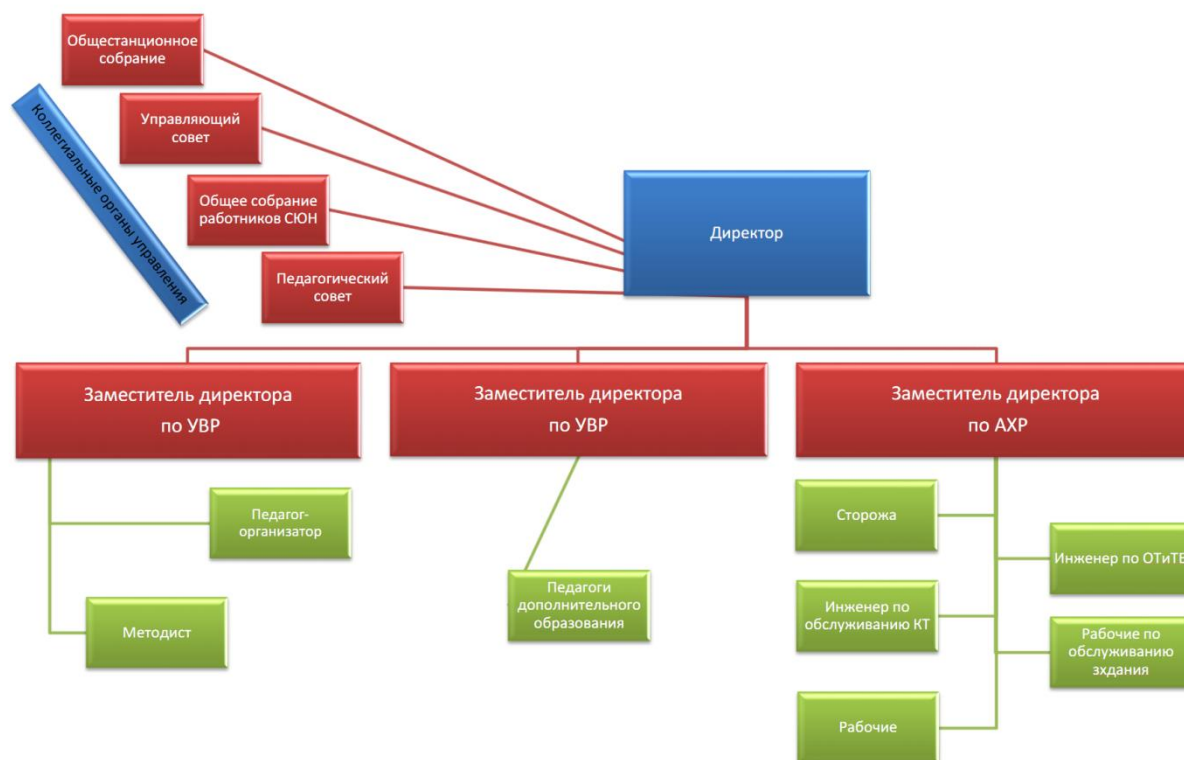 Общестанционное
собрание
Управляющий
совет
Общее собрание
работников СЮН
Педагогический
совет
Коллегиальные органы управления
Директор
Заместитель директора
по УВР
Заместитель директора
по УВР
Заместитель директора
по АХР
Педагог-
организатор
Методист
Педагоги
дополнительного
образования
Сторожа
Инженер по ОТиТБ
Инженер по
обслуживанию КТ
Рабочие по
обслуживанию
зхдания
Рабочие